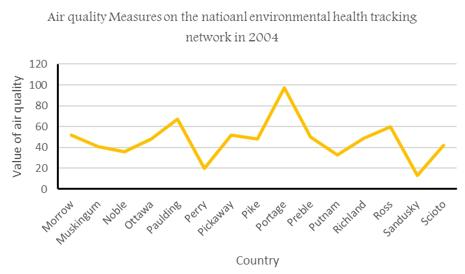 Air quality Measures on the natioanl environmental health tracking
network in 2004
120
100
80
60
40
20
0
Value of air quality
Morrow
Muskingum
Noble
Ottawa
Paulding
Perry
Pickaway
Pike
Portage
Preble
Putnam
Richland
Ross
Sandusky
Scioto
Country